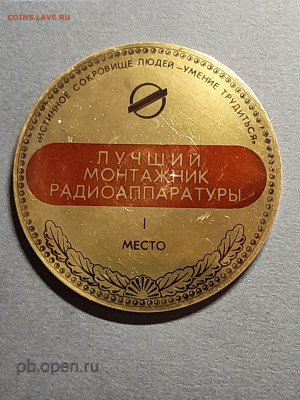 COINS.LAVE.RU
«ИСТИННОЕ СОКРОВИЩЕ ЛЮДЕЙ – УМЕНИЕ ТРУДИТЬСЯ»
ЛУЧШИЙ
МОНТАЖНИК
РАДИОАППАРАТУРЫ
I
МЕСТО
pb.open.ru